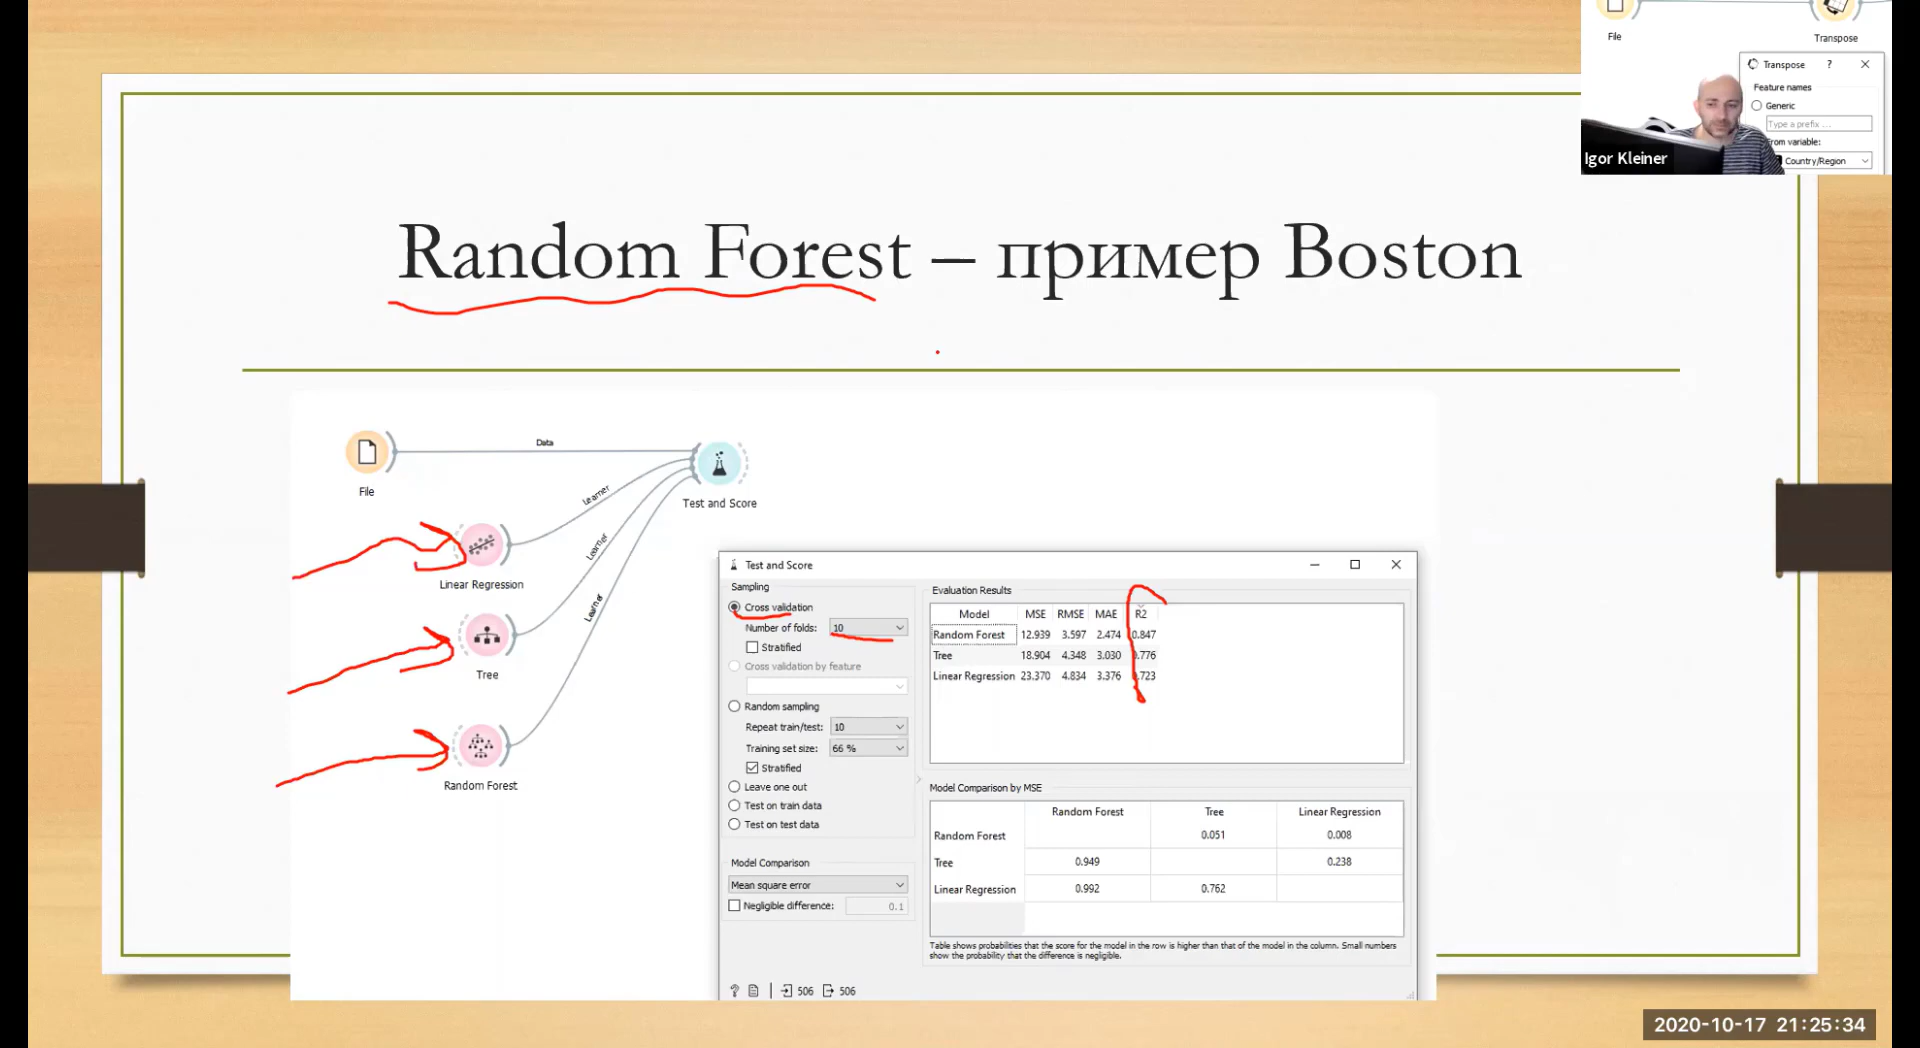 File
Transpose
Transpose ? ×
Feature names
Generic
Type a prefix ...
From variable:
Country/Region
Igor Kleiner
Random Forest – пример Boston
File
Data
Test and Score
Learner
Linear Regression
Learner
Tree
Learner
Random Forest
Test and Score
Sampling
Cross validation
Number of folds: 10
Stratified
Cross validation by feature
Random sampling
Repeat train/test: 10
Training set size: 66 %
Stratified
Leave one out
Test on train data
Test on test data
Model Comparison
Mean square error
Negligible difference: 0.1
? | 506 506
Evaluation Results
Model MSE RMSE MAE R2
Random Forest 12.939 3.597 2.474 0.847
Tree 18.904 4.348 3.030 .776
Linear Regression 23.370 4.834 3.376 .723
Model Comparison by MSE
Random Forest Tree Linear Regression
Random Forest 0.051 0.008
Tree 0.949 0.238
Linear Regression 0.992 0.762
Table shows probabilities that the score for the model in the row is higher than that of the model in the column. Small numbers
show the probability that the difference is negligible.
2020-10-17 21:25:34